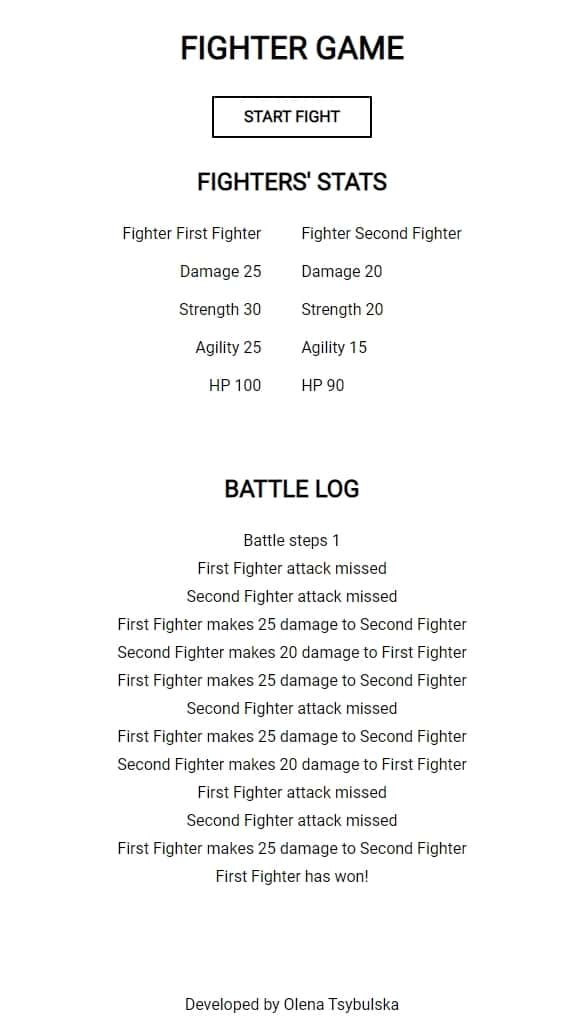 FIGHTER GAME
START FIGHT
FIGHTERS' STATS
Fighter First Fighter Fighter Second Fighter
Damage 25 Damage 20
Strength 30 Strength 20
Agility 25 Agility 15
HP 100 HP 90
BATTLE LOG
Battle steps 1
First Fighter attack missed
Second Fighter attack missed
First Fighter makes 25 damage to Second Fighter
Second Fighter makes 20 damage to First Fighter
First Fighter makes 25 damage to Second Fighter
Second Fighter attack missed
First Fighter makes 25 damage to Second Fighter
Second Fighter makes 20 damage to First Fighter
First Fighter attack missed
Second Fighter attack missed
First Fighter makes 25 damage to Second Fighter
First Fighter has won!
Developed by Olena Tsybulska